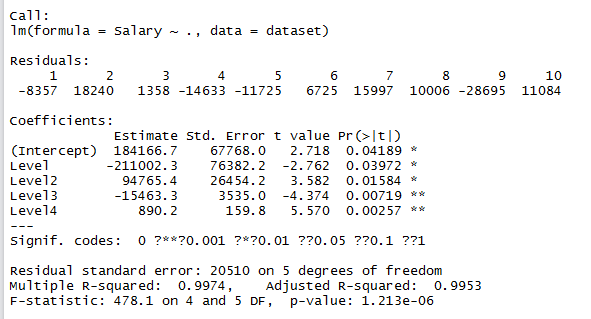 Call:
lm(formula = Salary ~ ., data = dataset)
Residuals:
1 2 3 4 5 6 7 8 9 10
-8357 18240 1358 -14633 -11725 6725 15997 10006 -28695 11084
Coefficients:
Estimate Std. Error t value Pr(>|t|)
(Intercept) 184166.7 67768.0 2.718 0.04189 *
Level -211002.3 76382.2 -2.762 0.03972 *
Level2 94765.4 26454.2 3.582 0.01584 *
Level3 -15463.3 3535.0 -4.374 0.00719 **
Level4 890.2 159.8 5.570 0.00257 **
---
Signif. codes: 0 ?**?0.001 ?*?0.01 ??0.05 ??0.1 ??1
Residual standard error: 20510 on 5 degrees of freedom
Multiple R-squared: 0.9974, Adjusted R-squared: 0.9953
F-statistic: 478.1 on 4 and 5 DF, p-value: 1.213e-06